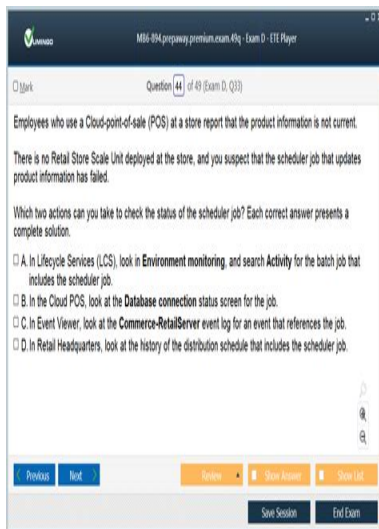 VUMINGO
MB6-894.prepaway.premium.exam.49q - Exam D - ETE Player
Mark
Question 44 of 49 (Exam D, Q33)
Employees who use a Cloud-point-of-sale (POS) at a store report that the product information is not current.
There is no Retail Store Scale Unit deployed at the store, and you suspect that the scheduler job that updates
product information has failed.
Which two actions can you take to check the status of the scheduler job? Each correct answer presents a
complete solution.
A. In Lifecycle Services (LCS), look in Environment monitoring, and search Activity for the batch job that
includes the scheduler job.
B. In the Cloud POS, look at the Database connection status screen for the job.
C. In Event Viewer, look at the Commerce-RetailServer event log for an event that references the job.
D. In Retail Headquarters, look at the history of the distribution schedule that includes the scheduler job.
Previous Next Review Show Answer Show List
Save Session End Exam